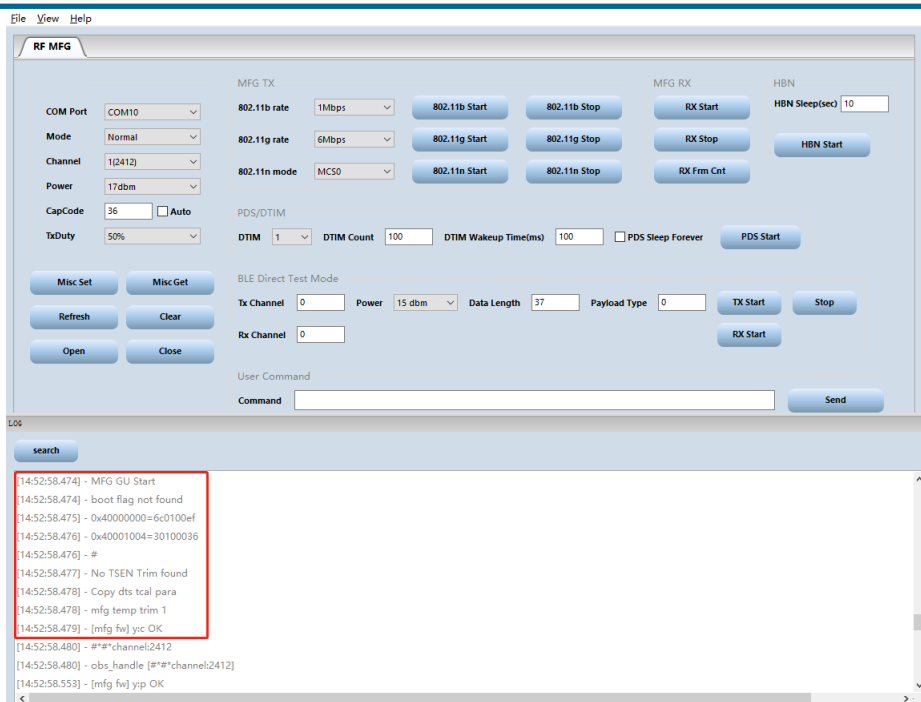 File View Help
RF MFG
MFG TX MFG RX HBN
COM Port COM10 802.11b rate 1Mbps 802.11b Start 802.11b Stop RX Start HBN Sleep(sec) 10
Mode Normal 802.11g rate 6Mbps 802.11g Start 802.11g Stop RX Stop HBN Start
Channel 1(2412) 802.11n mode MCS0 802.11n Start 802.11n Stop RX Frm Cnt
Power 17dbm
CapCode 36 Auto PDS/DTIM
TxDuty 50% DTIM 1 DTIM Count 100 DTIM Wakeup Time(ms) 100 PDS Sleep Forever PDS Start
Misc Set Misc Get BLE Direct Test Mode
Refresh Clear Tx Channel 0 Power 15 dbm Data Length 37 Payload Type 0 TX Start Stop
Open Close Rx Channel 0 RX Start
User Command
Command Send
LOG
search
[14:52:58.474] - MFG GU Start
[14:52:58.474] - boot flag not found
[14:52:58.475] - 0x40000000=6c0100ef
[14:52:58.476] - 0x40001004=30100036
[14:52:58.476] - #
[14:52:58.477] - No TSEN Trim found
[14:52:58.478] - Copy dts tcal para
[14:52:58.478] - mfg temp trim 1
[14:52:58.479] - [mfg fw] y:c OK
[14:52:58.480] - #*#*channel:2412
[14:52:58.480] - obs_handle [#*#*channel:2412]
[14:52:58.553] - [mfg fw] y:p OK